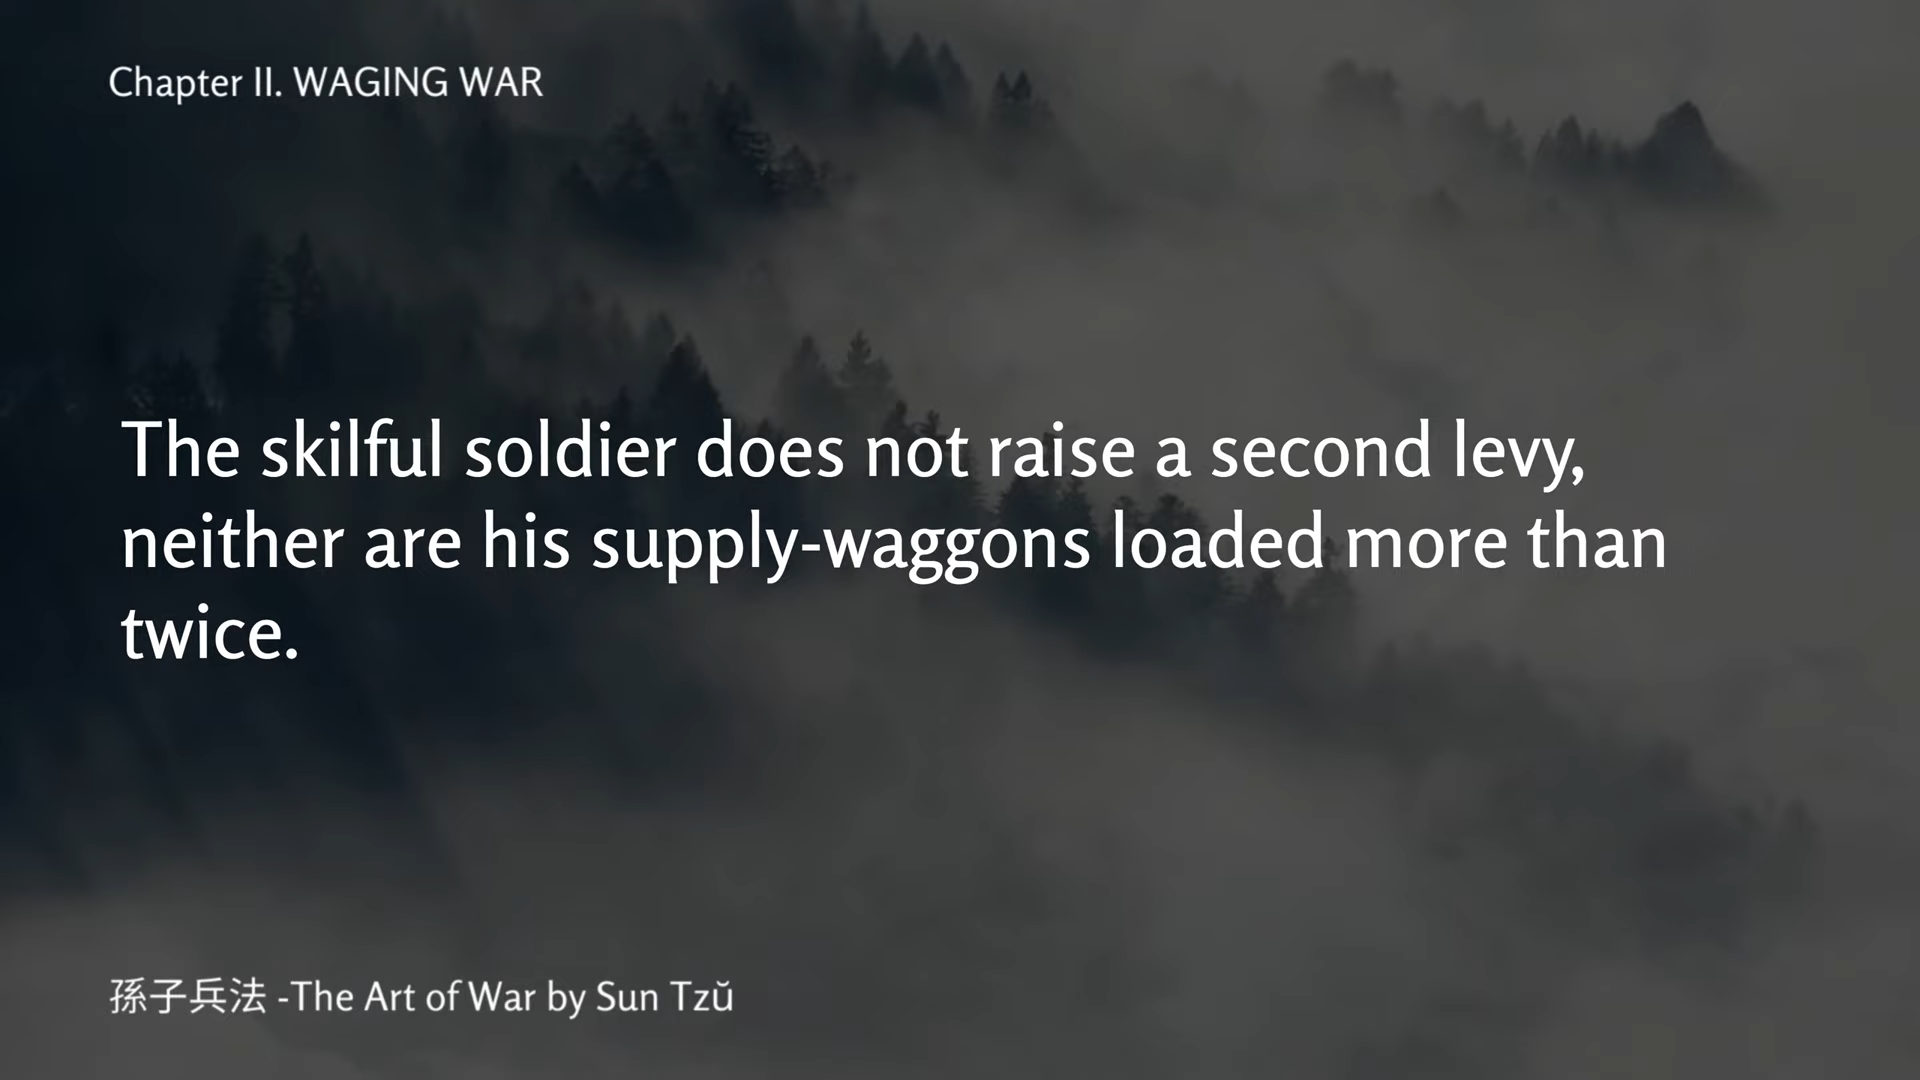 Chapter II. WAGING WAR
The skilful soldier does not raise a second levy,
neither are his supply-waggons loaded more than
twice.
孫子兵法 -The Art of War by Sun Tzŭ